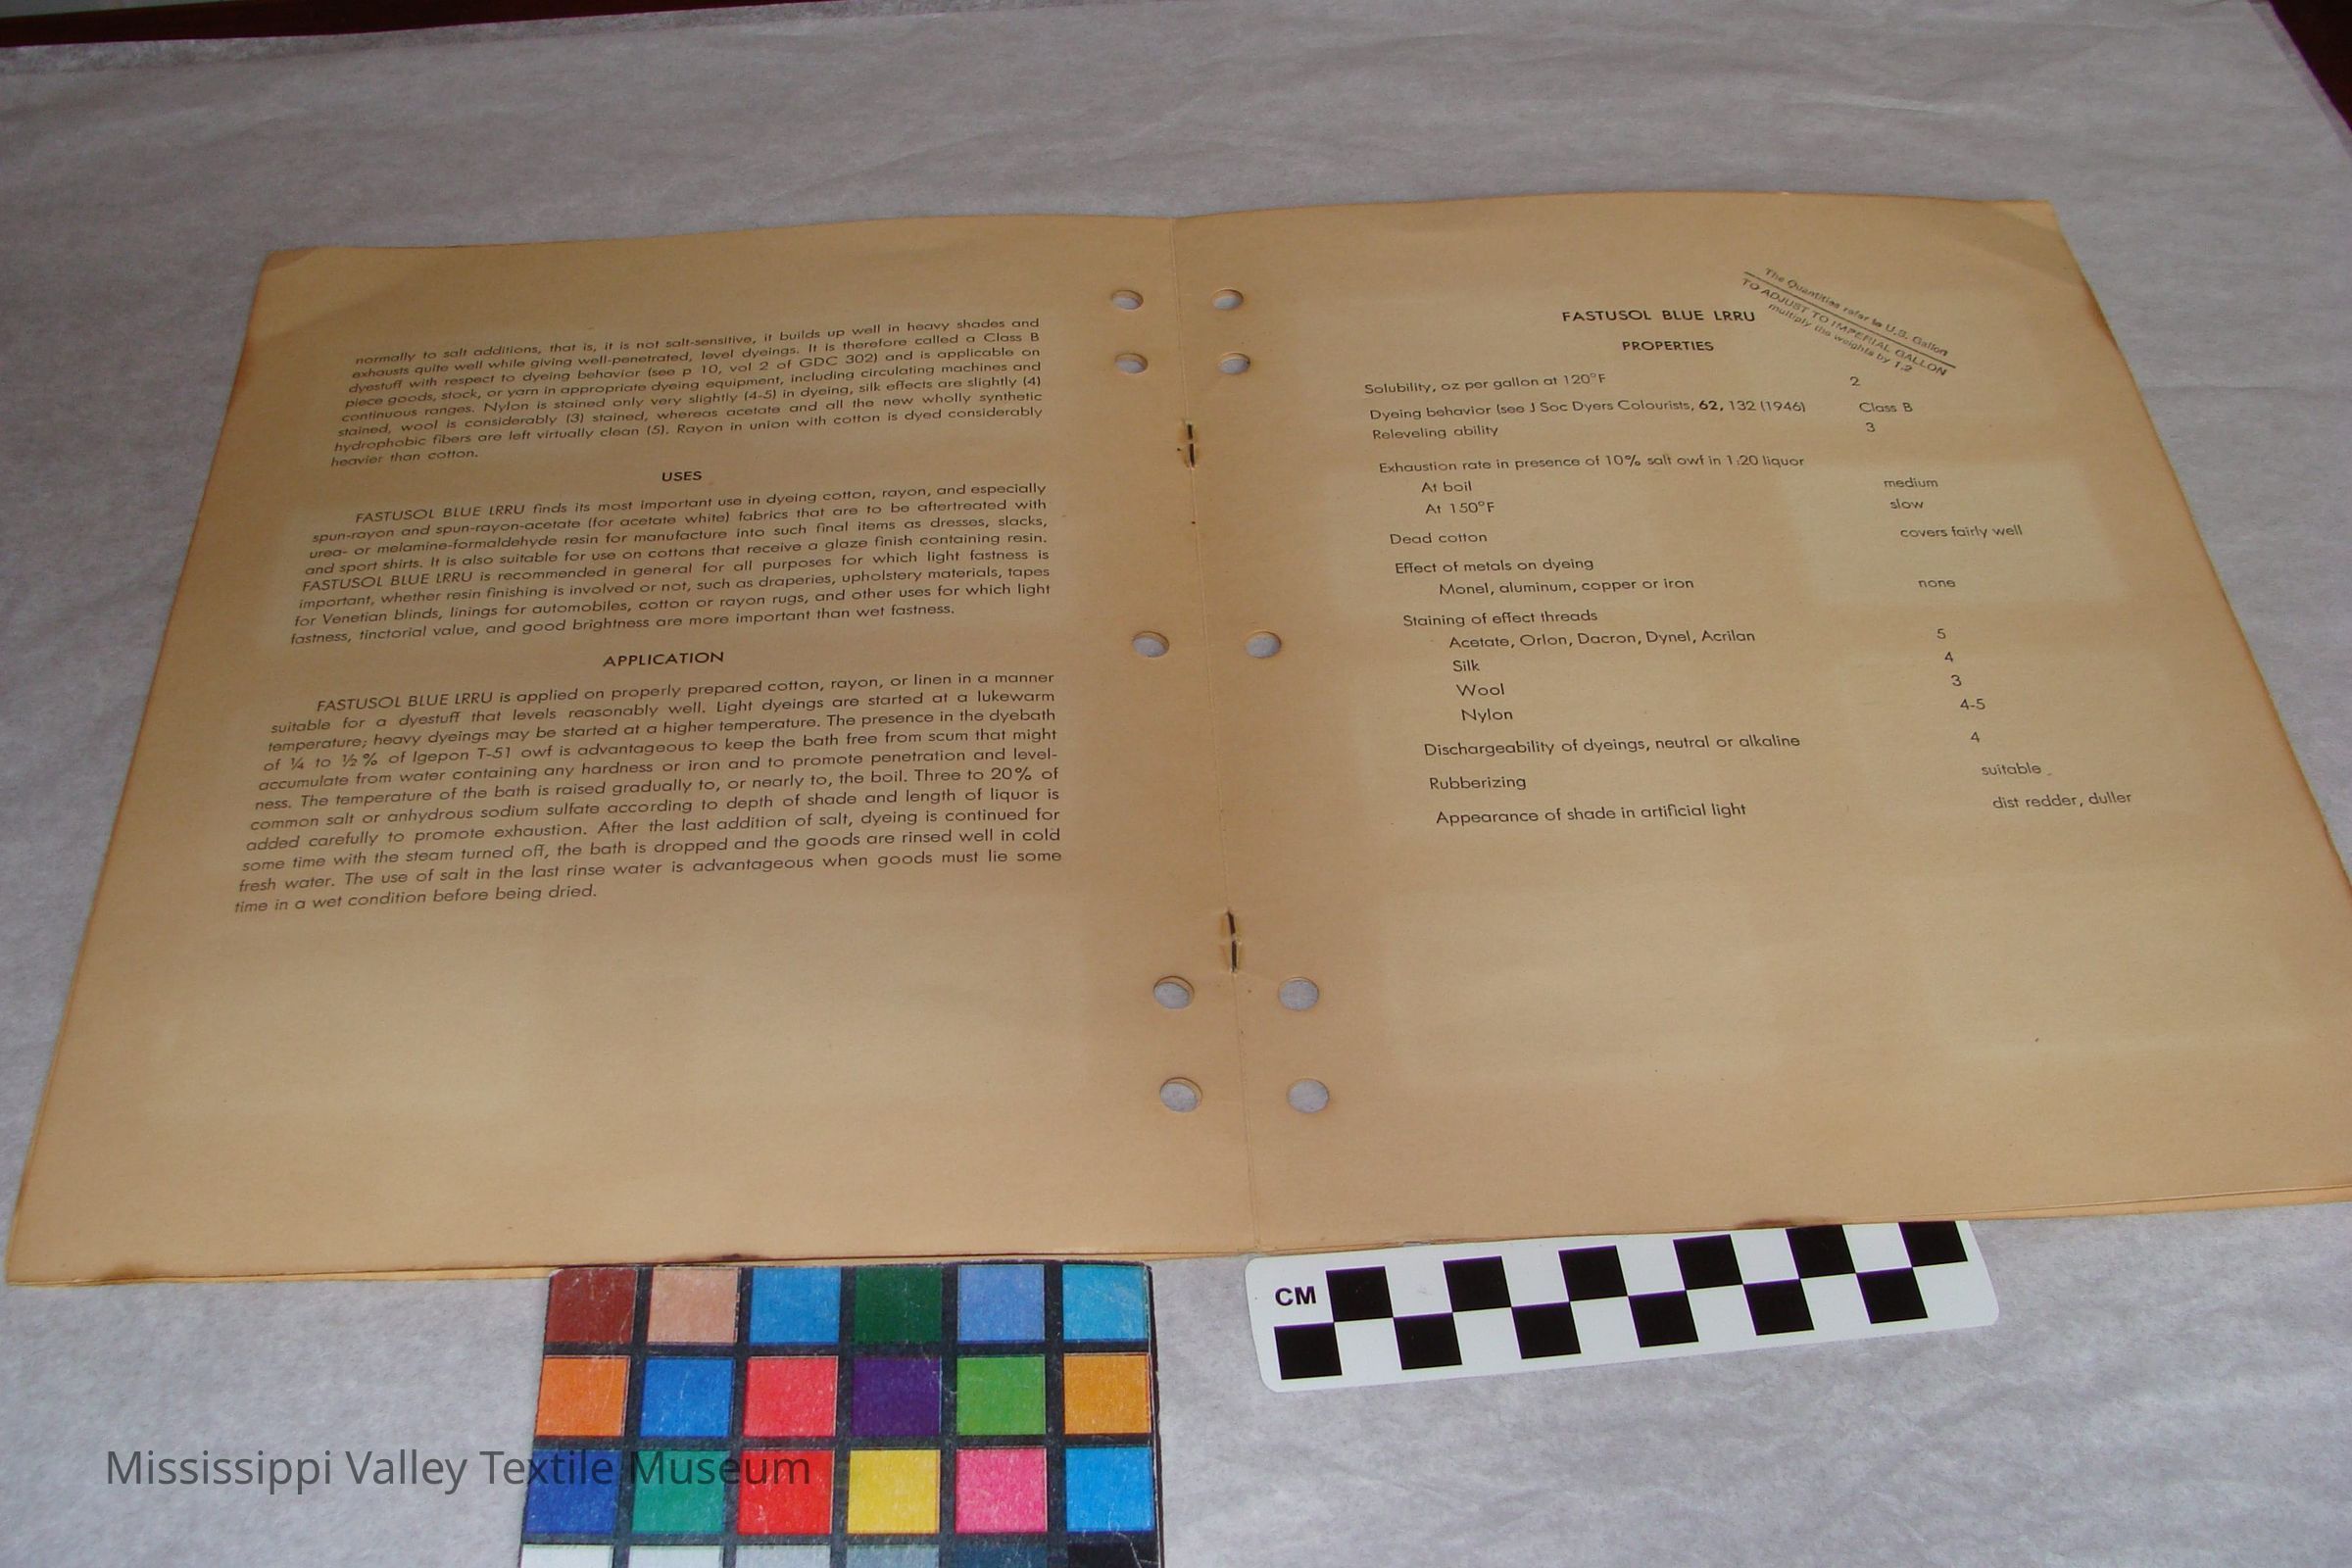 normally to salt additions, that is, it is not salt-sensitive, it builds up well in heavy shades and
exhausts quite well while giving well-penetrated, level dyeings. It is therefore called a Class B
dyestuff with respect to dyeing behavior (see p 10, vol 2 of GDC 302) and is applicable on
piece goods, stock, or yarn in appropriate dyeing equipment, including circulating machines and
continuous ranges. Nylon is stained only very slightly (4-5) in dyeing, silk effects are slightly (4)
stained, wool is considerably (3) stained, whereas acetate and all the new wholly synthetic
hydrophobic fibers are left virtually clean (5). Rayon in union with cotton is dyed considerably
heavier than cotton.
USES
FASTUSOL BLUE LRRU finds its most important use in dyeing cotton, rayon, and especially
spun-rayon and spun-rayon-acetate (for acetate white) fabrics that are to be aftertreated with
urea- or melamine-formaldehyde resin for manufacture into such final items as dresses, slacks,
and sport shirts. It is also suitable for use on cottons that receive a glaze finish containing resin.
FASTUSOL BLUE LRRU is recommended in general for all purposes for which light fastness is
important, whether resin finishing is involved or not, such as draperies, upholstery materials, tapes
for Venetian blinds, linings for automobiles, cotton or rayon rugs, and other uses for which light
fastness, tinctorial value, and good brightness are more important than wet fastness.
APPLICATION
FASTUSOL BLUE LRRU is applied on properly prepared cotton, rayon, or linen in a manner
suitable for a dyestuff that levels reasonably well. Light dyeings are started at a lukewarm
temperature; heavy dyeings may be started at a higher temperature. The presence in the dyebath
of ¼ to ½% of Igepon T-51 owf is advantageous to keep the bath free from scum that might
accumulate from water containing any hardness or iron and to promote penetration and level-
ness. The temperature of the bath is raised gradually to, or nearly to, the boil. Three to 20% of
common salt or anhydrous sodium sulfate according to depth of shade and length of liquor is
added carefully to promote exhaustion. After the last addition of salt, dyeing is continued for
some time with the steam turned off, the bath is dropped and the goods are rinsed well in cold
fresh water. The use of salt in the last rinse water is advantageous when goods must lie some
time in a wet condition before being dried.
The Quantities refer to U.S. Gallon
TO ADJUST TO IMPERIAL GALLON
multiply the weights by 1.2
FASTUSOL BLUE LRRU
PROPERTIES
Solubility, oz per gallon at 120°F 2
Dyeing behavior (see J Soc Dyers Colourists, 62, 132 (1946) Class B
Releveling ability 3
Exhaustion rate in presence of 10% salt owf in 1:20 liquor
At boil medium
At 150°F slow
Dead cotton covers fairly well
Effect of metals on dyeing
Monel, aluminum, copper or iron none
Staining of effect threads
Acetate, Orlon, Dacron, Dynel, Acrilan 5
Silk 4
Wool 3
Nylon 4-5
Dischargeability of dyeings, neutral or alkaline 4
Rubberizing suitable
Appearance of shade in artificial light dist redder, duller
CM
Mississippi Valley Textile Museum